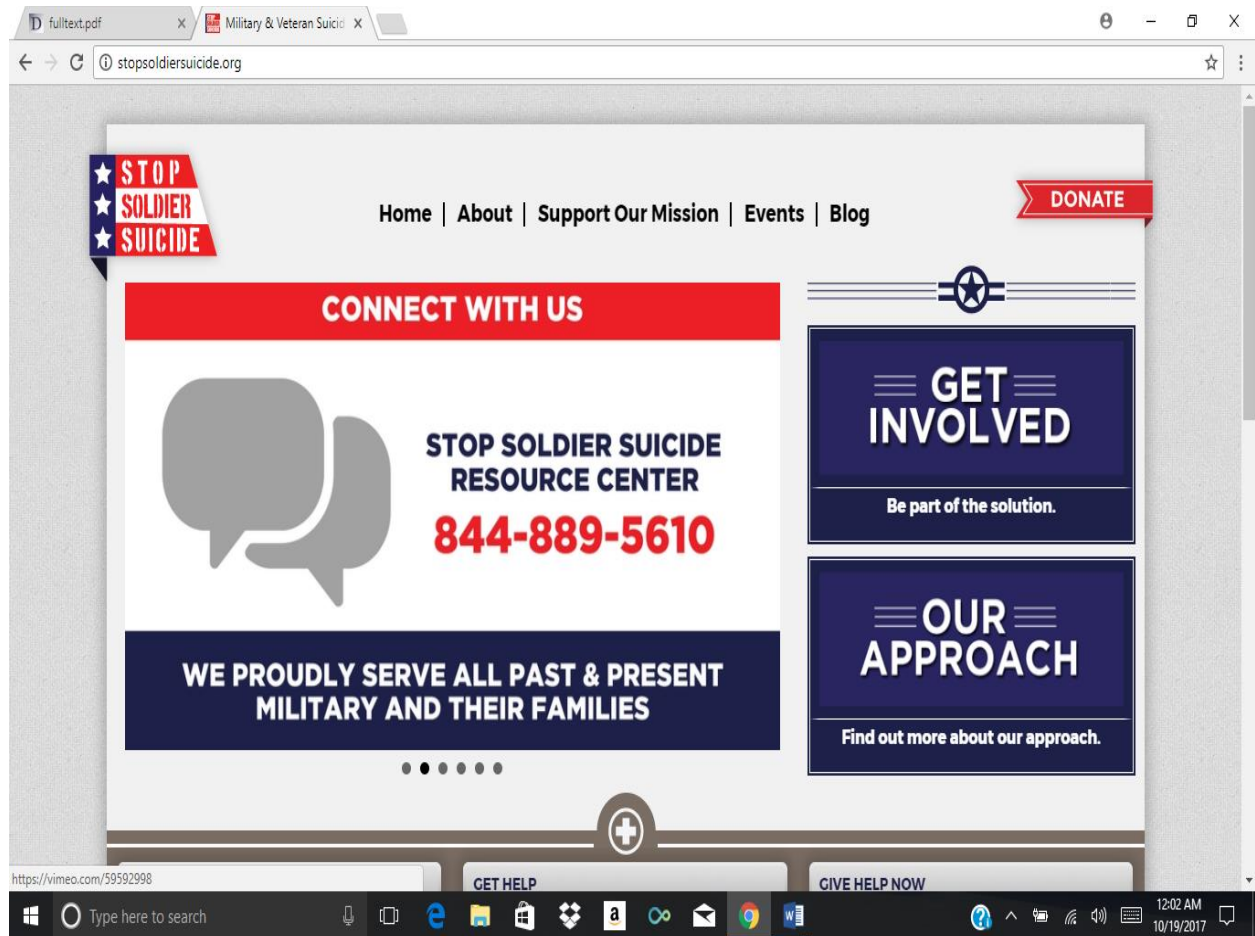 fulltext.pdf
Military & Veteran Suicid
stopsoldiersuicide.org
STOP
SOLDIER
SUICIDE
Home | About | Support Our Mission | Events | Blog
DONATE
CONNECT WITH US
STOP SOLDIER SUICIDE
RESOURCE CENTER
844-889-5610
WE PROUDLY SERVE ALL PAST & PRESENT
MILITARY AND THEIR FAMILIES
GET
INVOLVED
Be part of the solution.
OUR
APPROACH
Find out more about our approach.
GET HELP
GIVE HELP NOW
https://vimeo.com/59592998
Type here to search
12:02 AM
10/19/2017